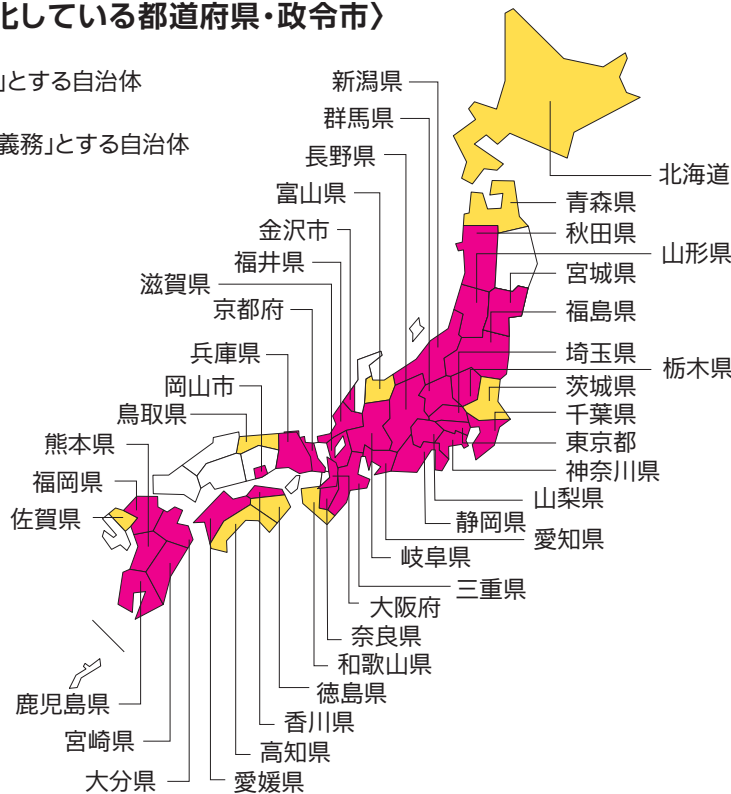 化している都道府県・政令市〉
」とする自治体
義務」とする自治体
新潟県
群馬県
長野県
富山県
金沢市
福井県
滋賀県
京都府
兵庫県
岡山市
鳥取県
熊本県
福岡県
佐賀県
北海道
青森県
秋田県
山形県
宮城県
福島県
埼玉県
栃木県
茨城県
千葉県
東京都
神奈川県
山梨県
静岡県
愛知県
岐阜県
三重県
大阪府
奈良県
和歌山県
徳島県
香川県
高知県
愛媛県
鹿児島県
宮崎県
大分県